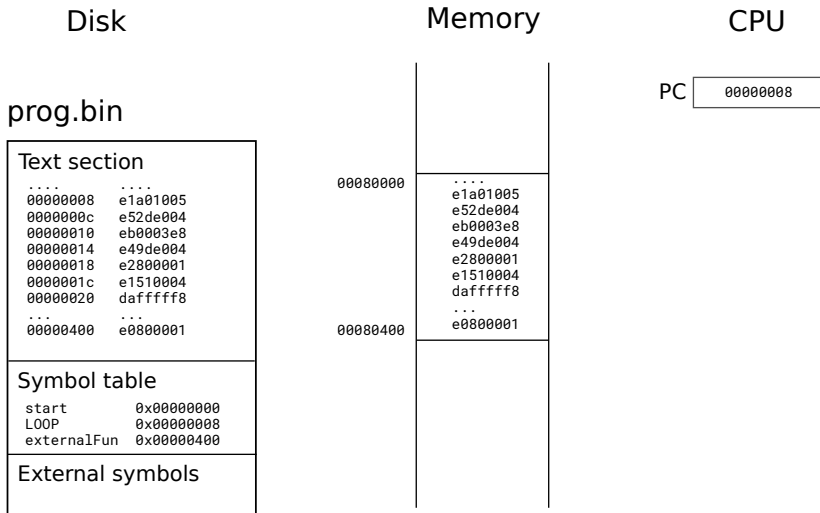 Disk
Memory
CPU
PC 00000008
prog.bin
Text section
.... ....
00000008 e1a01005
0000000c e52de004
00000010 eb0003e8
00000014 e49de004
00000018 e2800001
0000001c e1510004
00000020 dafffff8
... ...
00000400 e0800001
Symbol table
start 0x00000000
LOOP 0x00000008
externalFun 0x00000400
External symbols
00080000
....
e1a01005
e52de004
eb0003e8
e49de004
e2800001
e1510004
dafffff8
...
e0800001
00080400